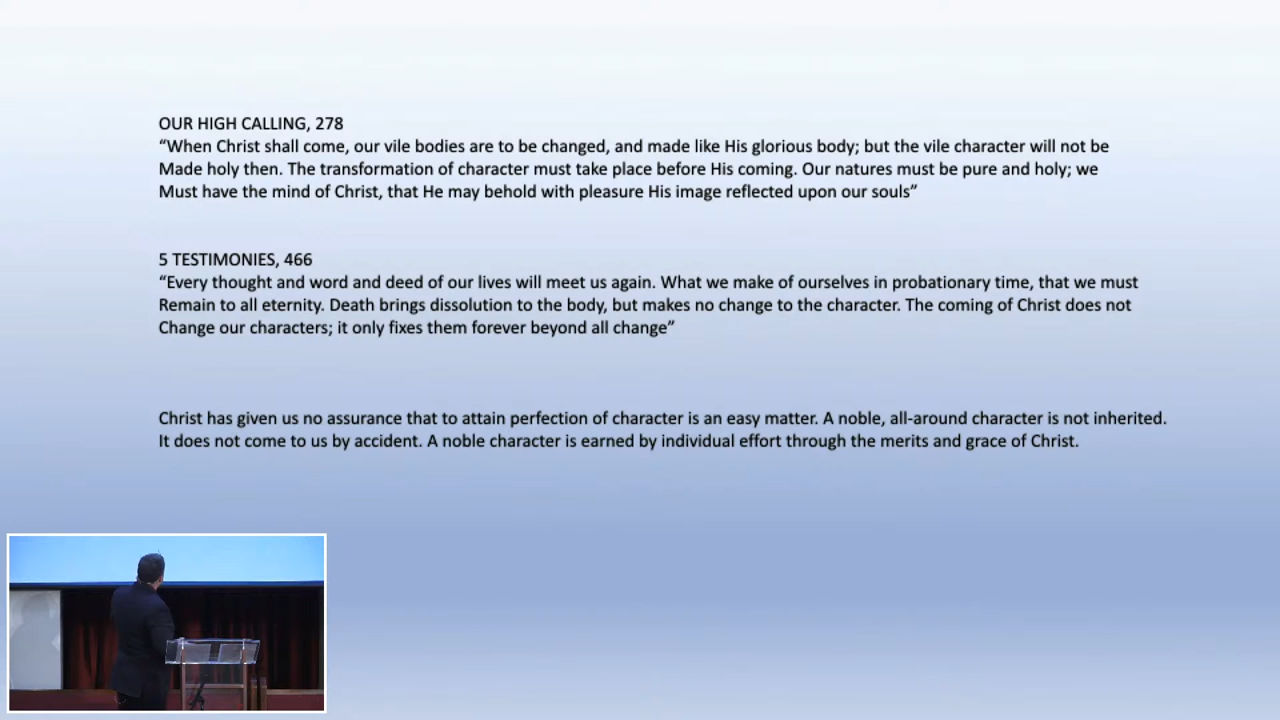 OUR HIGH CALLING, 278
“When Christ shall come, our vile bodies are to be changed, and made like His glorious body; but the vile character will not be
Made holy then. The transformation of character must take place before His coming. Our natures must be pure and holy; we
Must have the mind of Christ, that He may behold with pleasure His image reflected upon our souls”
5 TESTIMONIES, 466
“Every thought and word and deed of our lives will meet us again. What we make of ourselves in probationary time, that we must
Remain to all eternity. Death brings dissolution to the body, but makes no change to the character. The coming of Christ does not
Change our characters; it only fixes them forever beyond all change”
Christ has given us no assurance that to attain perfection of character is an easy matter. A noble, all-around character is not inherited.
It does not come to us by accident. A noble character is earned by individual effort through the merits and grace of Christ.